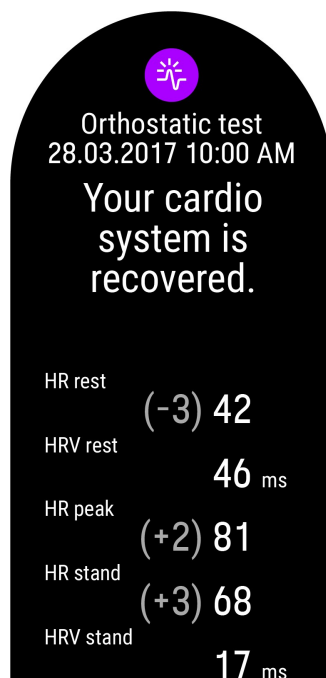 Orthostatic test
28.03.2017 10:00 AM
Your cardio
system is
recovered.
HR rest
(-3) 42
HRV rest
46 ms
HR peak
(+2) 81
HR stand
(+3) 68
HRV stand
17 ms